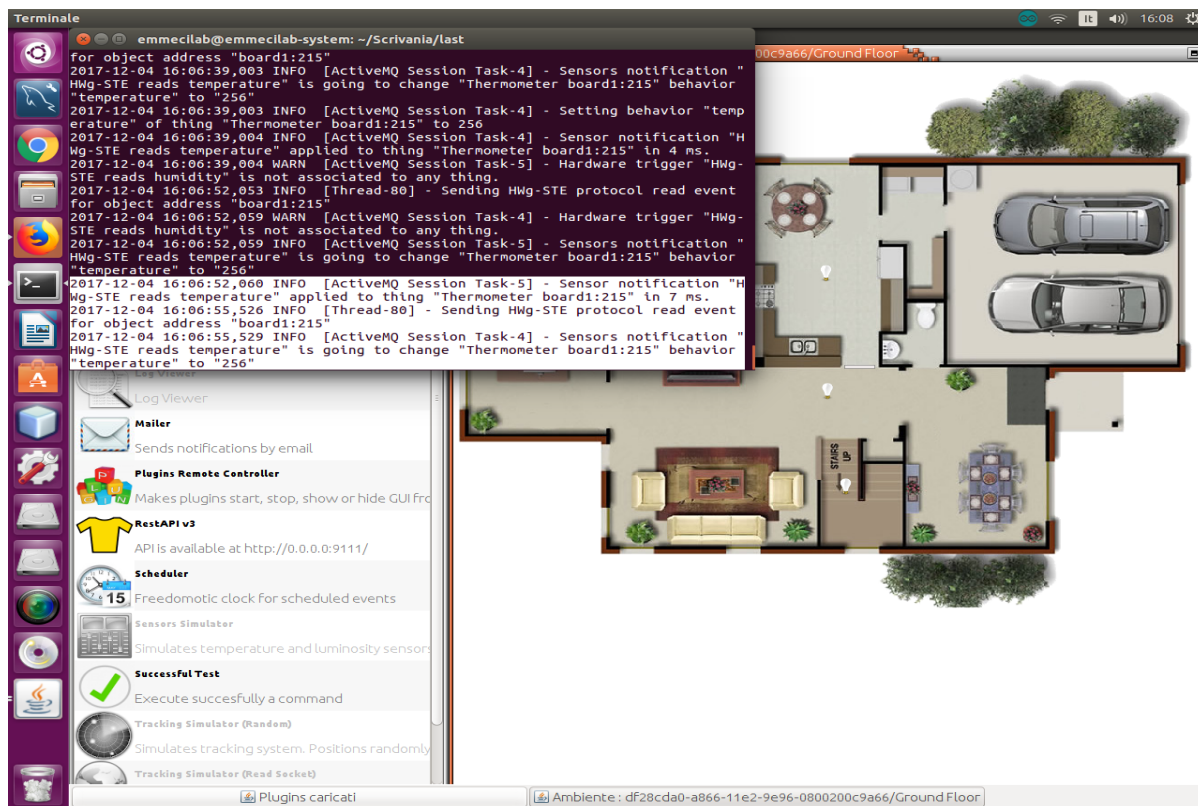 Terminale
It
16:08
emmecilab@emmecilab-system: ~/Scrivania/last
00c9a66/Ground Floor
for object address "board1:215"
2017-12-04 16:06:39,003 INFO  [ActiveMQ Session Task-4] - Sensors notification "
HWg-STE reads temperature" is going to change "Thermometer board1:215" behavior
"temperature" to "256"
2017-12-04 16:06:39,003 INFO  [ActiveMQ Session Task-4] - Setting behavior "temp
erature" of thing "Thermometer board1:215" to 256
2017-12-04 16:06:39,004 INFO  [ActiveMQ Session Task-4] - Sensor notification "H
Wg-STE reads temperature" applied to thing "Thermometer board1:215" in 4 ms.
2017-12-04 16:06:39,004 WARN  [ActiveMQ Session Task-5] - Hardware trigger "HWg-
STE reads humidity" is not associated to any thing.
2017-12-04 16:06:52,053 INFO  [Thread-80] - Sending HWg-STE protocol read event
for object address "board1:215"
2017-12-04 16:06:52,059 WARN  [ActiveMQ Session Task-4] - Hardware trigger "HWg-
STE reads humidity" is not associated to any thing.
2017-12-04 16:06:52,059 INFO  [ActiveMQ Session Task-5] - Sensors notification "
HWg-STE reads temperature" is going to change "Thermometer board1:215" behavior
"temperature" to "256"
2017-12-04 16:06:52,060 INFO  [ActiveMQ Session Task-5] - Sensor notification "H
Wg-STE reads temperature" applied to thing "Thermometer board1:215" in 7 ms.
2017-12-04 16:06:55,526 INFO  [Thread-80] - Sending HWg-STE protocol read event
for object address "board1:215"
2017-12-04 16:06:55,529 INFO  [ActiveMQ Session Task-4] - Sensors notification "
HWg-STE reads temperature" is going to change "Thermometer board1:215" behavior
"temperature" to "256"
Log Viewer
Log Viewer
Mailer
Sends notifications by email
Plugins Remote Controller
Makes plugins start, stop, show or hide GUI fro
RestAPI v3
API is available at http://0.0.0.0:9111/
Scheduler
15
Freedomotic clock for scheduled events
Sensors Simulator
Simulates temperature and luminosity sensors
Successful Test
Execute succesfully a command
Tracking Simulator (Random)
Simulates tracking system. Positions randomly
Tracking Simulator (Read Socket)
STAIRS
UP
Plugins caricati
Ambiente : df28cda0-a866-11e2-9e96-0800200c9a66/Ground Floor